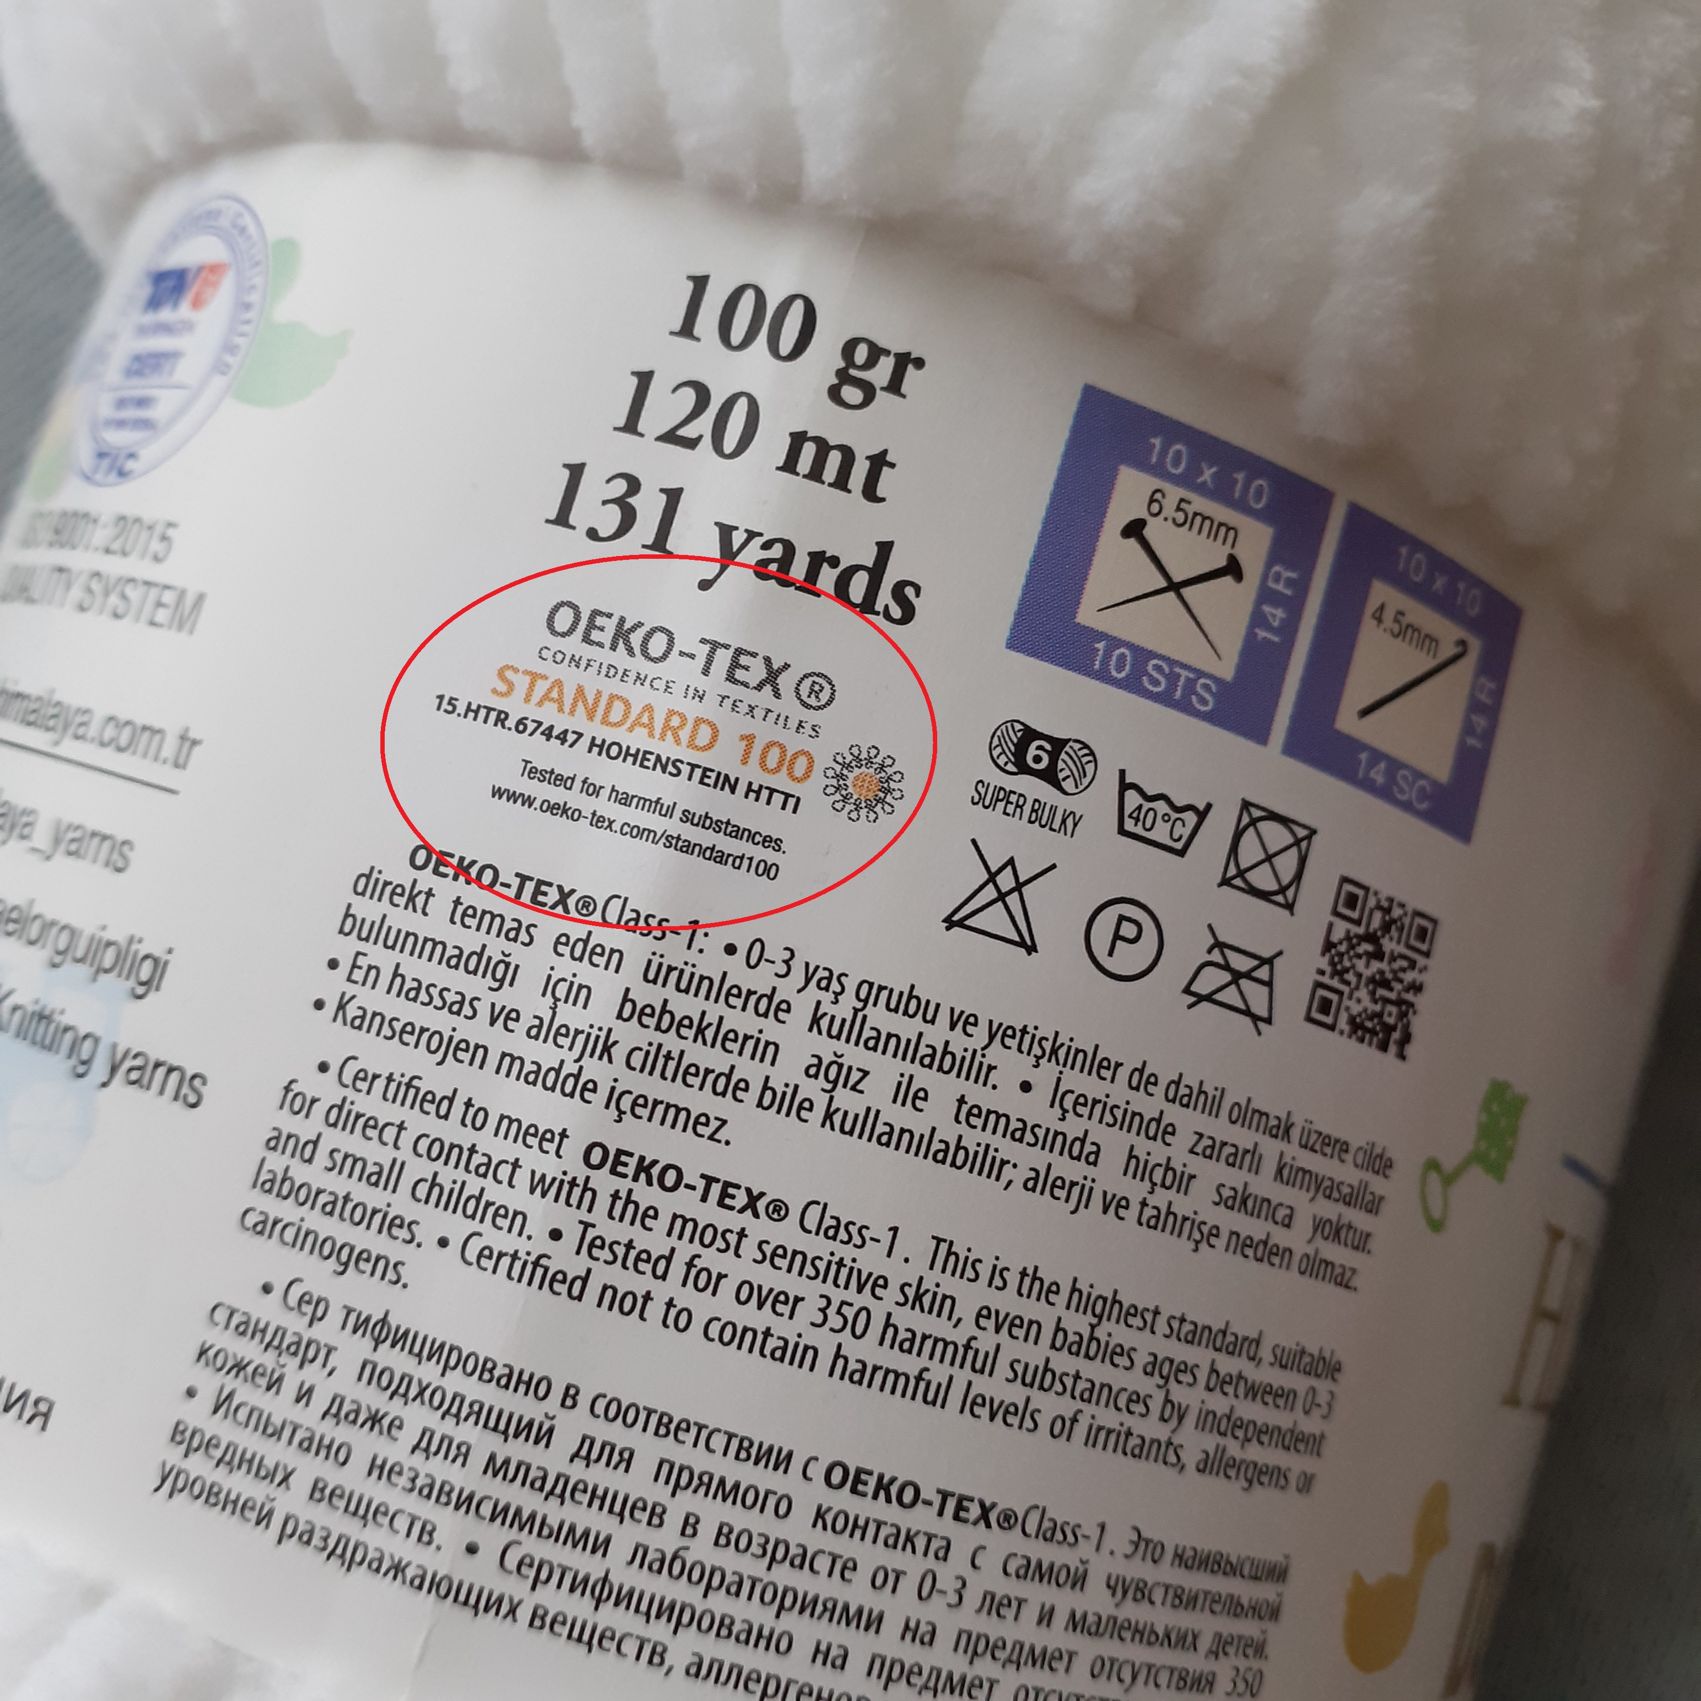 TÜV
CERT
TIC
ISO 9001:2015
QUALITY SYSTEM
himalaya.com.tr
Knitting yarns
100 gr
120 mt
131 yards
OEKO-TEX®
CONFIDENCE IN TEXTILES
STANDARD 100
15.HTR.67447 HOHENSTEIN HTTI
Tested for harmful substances.
www.oeko-tex.com/standard100
10 x 10
6.5mm
14 R
10 STS
10 x 10
4.5mm
14 R
14 SC
6
SUPER BULKY
40°C
P
OEKO-TEX® Class-1: • 0-3 yaş grubu ve yetişkinler de dahil olmak üzere cilde
direkt temas eden ürünlerde kullanılabilir. • İçerisinde zararlı kimyasallar
bulunmadığı için bebeklerin ağız ile temasında hiçbir sakınca yoktur.
• En hassas ve alerjik ciltlerde bile kullanılabilir; alerji ve tahrişe neden olmaz.
• Kanserojen madde içermez.
• Certified to meet OEKO-TEX® Class-1. This is the highest standard, suitable
for direct contact with the most sensitive skin, even babies ages between 0-3
and small children. • Tested for over 350 harmful substances by independent
laboratories. • Certified not to contain harmful levels of irritants, allergens or
carcinogens.
• Сер тифицировано в соответствии с OEKO-TEX® Class-1. Это наивысший
стандарт, подходящий для прямого контакта с самой чувствительной
кожей и даже для младенцев в возрасте от 0-3 лет и маленьких детей.
• Испытано независимыми лабораториями на предмет отсутствия 350
вредных веществ. • Сертифицировано на предмет
уровней раздражающих веществ,